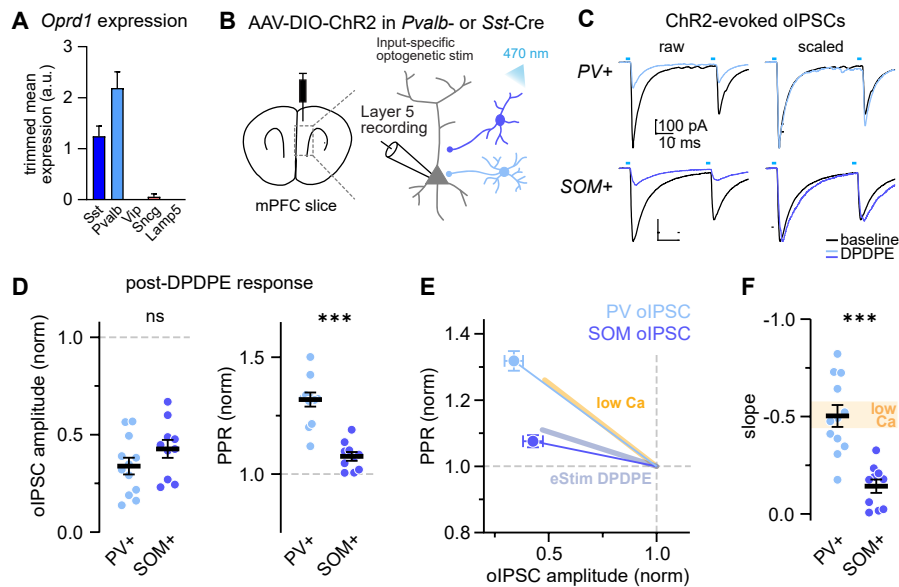 A
Oprd1 expression
trimmed mean
expression (a.u.)
3
2
1
0
Sst
Pvalb
Vip
Sncg
Lamp5
B
AAV-DIO-ChR2 in Pvalb- or Sst-Cre
Input-specific
optogenetic stim
470 nm
Layer 5
recording
mPFC slice
C
ChR2-evoked oIPSCs
raw
scaled
PV+
100 pA
10 ms
SOM+
baseline
DPDPE
D
post-DPDPE response
oIPSC amplitude (norm)
1.0
0.5
0.0
ns
PV+
SOM+
PPR (norm)
1.5
1.0
***
PV+
SOM+
E
PPR (norm)
1.4
1.2
1.0
0.8
PV oIPSC
SOM oIPSC
low Ca
eStim DPDPE
0.5
1.0
oIPSC amplitude (norm)
F
slope
-1.0
-0.5
0.0
***
low
Ca
PV+
SOM+